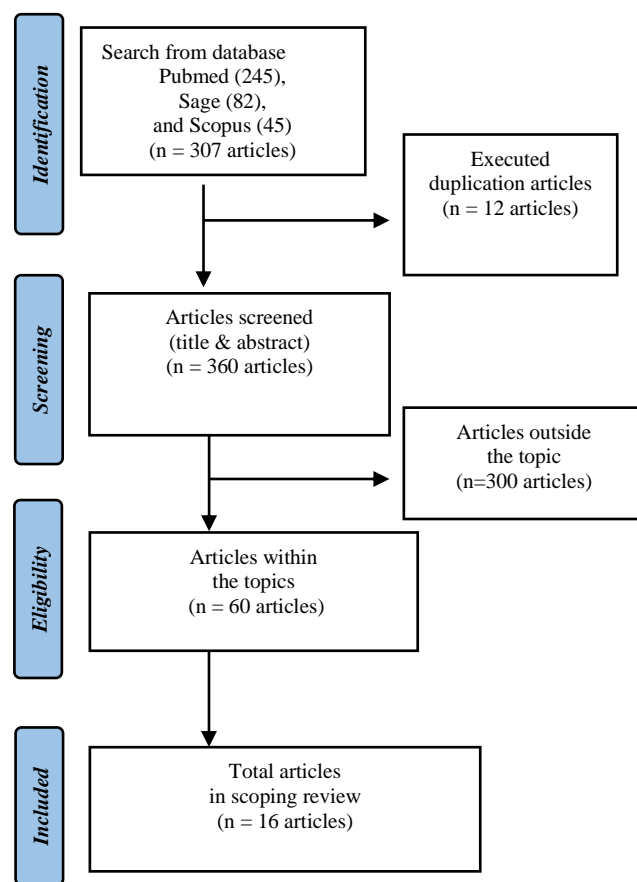 Identification
Search from database
Pubmed (245),
Sage (82),
and Scopus (45)
(n = 307 articles)
Executed
duplication articles
(n = 12 articles)
Screening
Articles screened
(title & abstract)
(n = 360 articles)
Articles outside
the topic
(n=300 articles)
Eligibility
Articles within
the topics
(n = 60 articles)
Included
Total articles
in scoping review
(n = 16 articles)